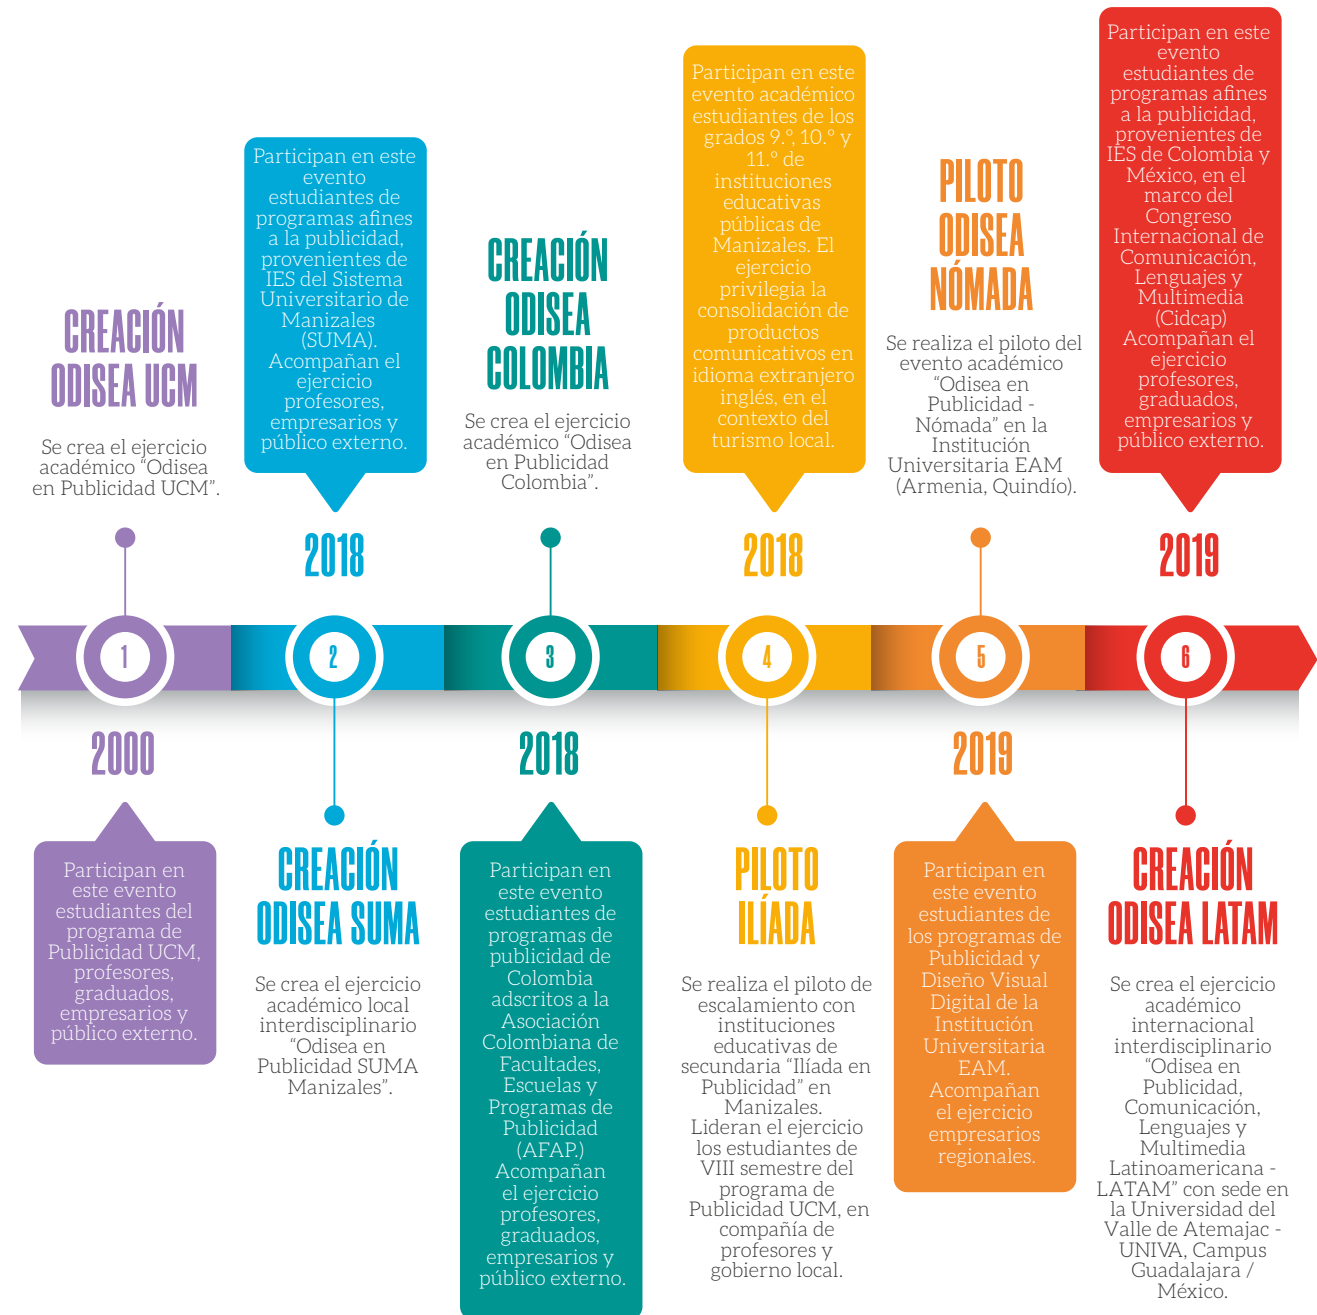 CREACIÓN
ODISEA UCM
Se crea el ejercicio
académico “Odisea
en Publicidad UCM”.
1
2000
Participan en
este evento
estudiantes del
programa de
Publicidad UCM,
profesores,
graduados,
empresarios y
público externo.
Participan en este
evento
estudiantes de
programas afines
a la publicidad,
provenientes de
IES del Sistema
Universitario de
Manizales
(SUMA).
Acompañan el
ejercicio
profesores,
empresarios y
público externo.
2018
2
CREACIÓN
ODISEA SUMA
Se crea el ejercicio
académico local
interdisciplinario
“Odisea en
Publicidad SUMA
Manizales”.
CREACIÓN
ODISEA
COLOMBIA
Se crea el ejercicio
académico “Odisea
en Publicidad
Colombia”.
3
2018
Participan en
este evento
estudiantes de
programas de
publicidad de
Colombia
adscritos a la
Asociación
Colombiana de
Facultades,
Escuelas y
Programas de
Publicidad
(AFAP.)
Acompañan
el ejercicio
profesores,
graduados,
empresarios y
público externo.
Participan en este
evento académico
estudiantes de los
grados 9.º, 10.º y
11.º de
instituciones
educativas
públicas de
Manizales. El
ejercicio
privilegia la
consolidación de
productos
comunicativos en
idioma extranjero
inglés, en el
contexto del
turismo local.
2018
4
PILOTO
ILÍADA
Se realiza el piloto de
escalamiento con
instituciones
educativas de
secundaria “Ilíada en
Publicidad” en
Manizales.
Lideran el ejercicio
los estudiantes de
VIII semestre del
programa de
Publicidad UCM, en
compañía de
profesores y
gobierno local.
PILOTO
ODISEA
NÓMADA
Se realiza el piloto del
evento académico
“Odisea en
Publicidad -
Nómada” en la
Institución
Universitaria EAM
(Armenia, Quindío).
5
2019
Participan en
este evento
estudiantes de
los programas de
Publicidad y
Diseño Visual
Digital de la
Institución
Universitaria
EAM.
Acompañan
el ejercicio
empresarios
regionales.
Participan en este
evento
estudiantes de
programas afines
a la publicidad,
provenientes de
IES de Colombia y
México, en el
marco del
Congreso
Internacional de
Comunicación,
Lenguajes y
Multimedia
(Cidcap)
Acompañan el
ejercicio
profesores,
graduados,
empresarios y
público externo.
2019
6
CREACIÓN
ODISEA LATAM
Se crea el ejercicio
académico
internacional
interdisciplinario
“Odisea en
Publicidad,
Comunicación,
Lenguajes y
Multimedia
Latinoamericana -
LATAM” con sede en
la Universidad del
Valle de Atemajac -
UNIVA, Campus
Guadalajara /
México.